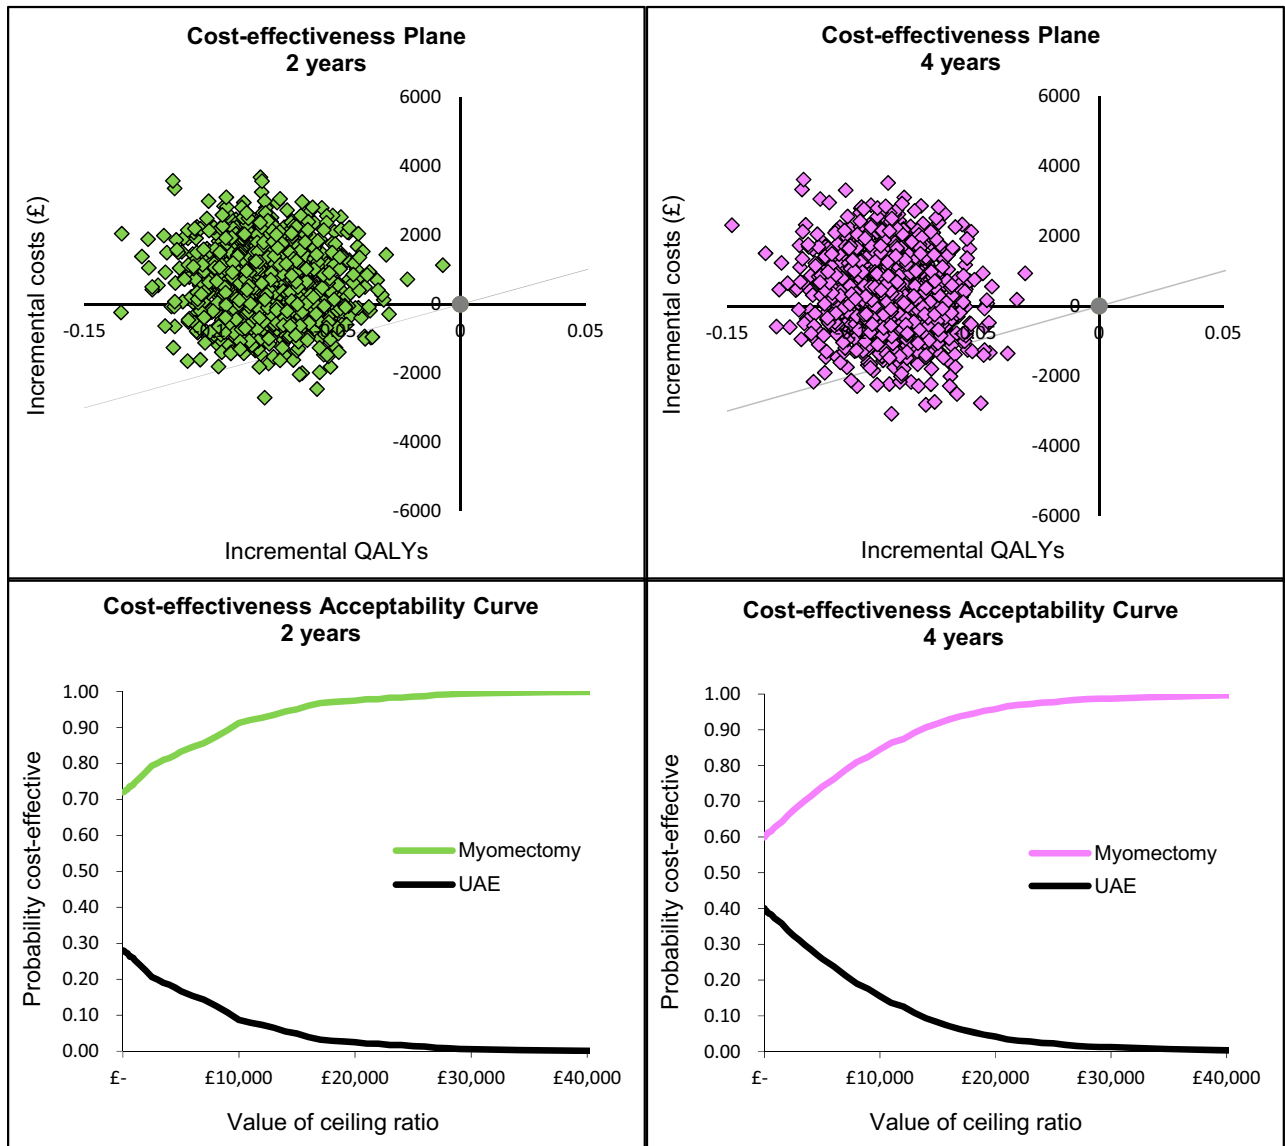 Cost-effectiveness Plane
2 years
6000
4000
2000
0
-0.15
0
0.05
-2000
-4000
-6000
Incremental costs (£)
Incremental QALYs
Cost-effectiveness Plane
4 years
6000
4000
2000
0
-0.15
0
0.05
-2000
-4000
-6000
Incremental costs (£)
Incremental QALYs
Cost-effectiveness Acceptability Curve
2 years
1.00
0.90
0.80
0.70
0.60
0.50
0.40
0.30
0.20
0.10
0.00
Probability cost-effective
Myomectomy
UAE
£-
£10,000
£20,000
£30,000
£40,000
Value of ceiling ratio
Cost-effectiveness Acceptability Curve
4 years
1.00
0.90
0.80
0.70
0.60
0.50
0.40
0.30
0.20
0.10
0.00
Probability cost-effective
Myomectomy
UAE
£-
£10,000
£20,000
£30,000
£40,000
Value of ceiling ratio